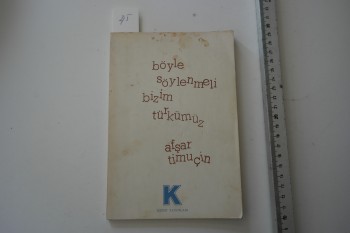 böyle
söylenmeli
bizim
türkümüz
afşar
timuçin
K